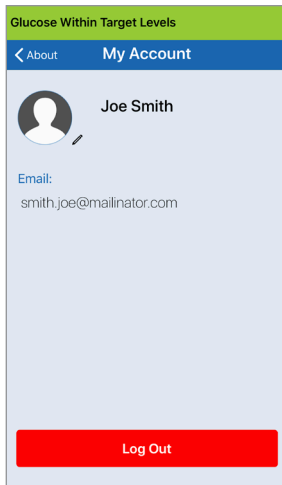 Glucose Within Target Levels
About
My Account
Joe Smith
Email:
smith.joe@mailinator.com
Log Out